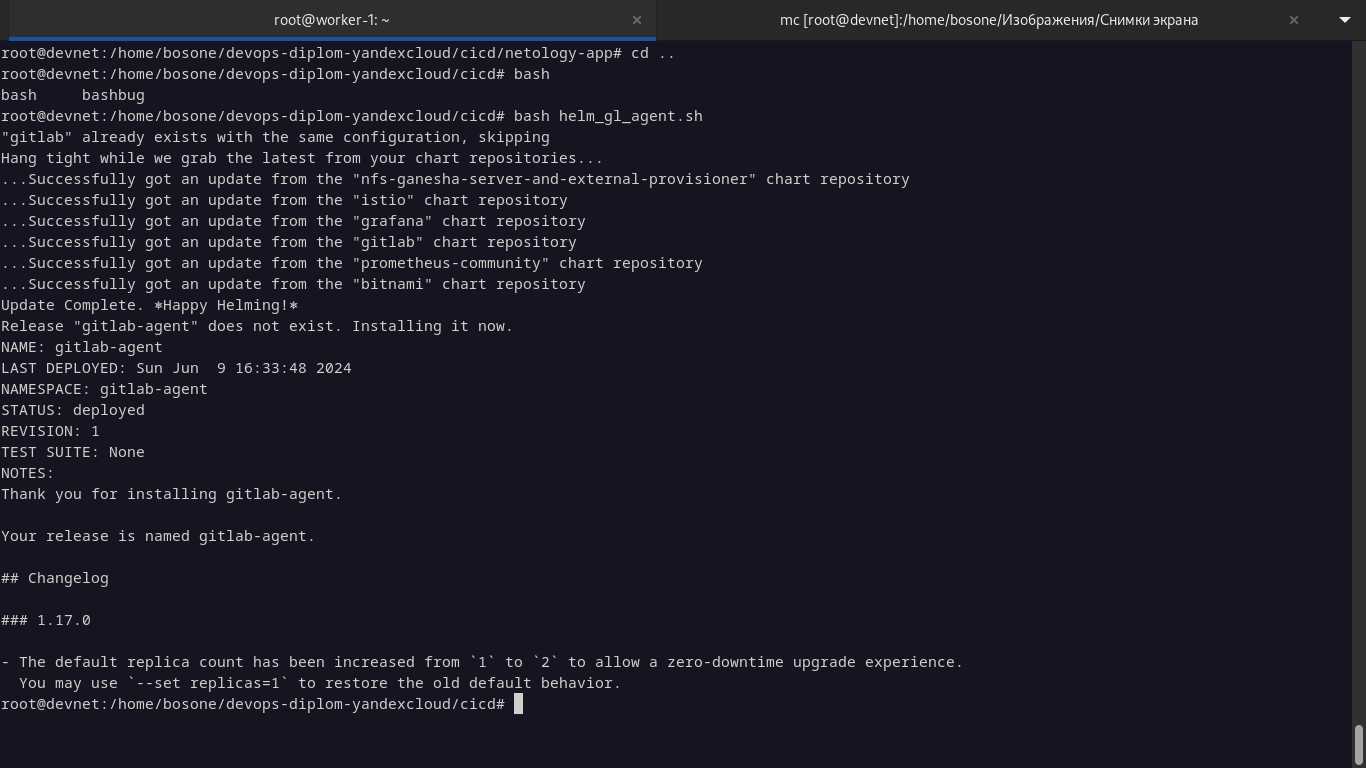 root@worker-1: ~
mc [root@devnet]:/home/bosone/Изображения/Снимки экрана
root@devnet:/home/bosone/devops-diplom-yandexcloud/cicd/netology-app# cd ..
root@devnet:/home/bosone/devops-diplom-yandexcloud/cicd# bash
bash     bashbug
root@devnet:/home/bosone/devops-diplom-yandexcloud/cicd# bash helm_gl_agent.sh
"gitlab" already exists with the same configuration, skipping
Hang tight while we grab the latest from your chart repositories...
...Successfully got an update from the "nfs-ganesha-server-and-external-provisioner" chart repository
...Successfully got an update from the "istio" chart repository
...Successfully got an update from the "grafana" chart repository
...Successfully got an update from the "gitlab" chart repository
...Successfully got an update from the "prometheus-community" chart repository
...Successfully got an update from the "bitnami" chart repository
Update Complete. ⎈Happy Helming!⎈
Release "gitlab-agent" does not exist. Installing it now.
NAME: gitlab-agent
LAST DEPLOYED: Sun Jun  9 16:33:48 2024
NAMESPACE: gitlab-agent
STATUS: deployed
REVISION: 1
TEST SUITE: None
NOTES:
Thank you for installing gitlab-agent.
Your release is named gitlab-agent.
## Changelog
### 1.17.0
- The default replica count has been increased from `1` to `2` to allow a zero-downtime upgrade experience.
  You may use `--set replicas=1` to restore the old default behavior.
root@devnet:/home/bosone/devops-diplom-yandexcloud/cicd#